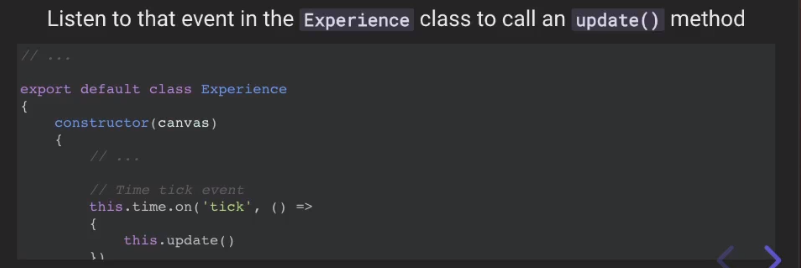 Listen to that event in the Experience class to call an update() method
// ...
export default class Experience
{
    constructor(canvas)
    {
        // ...
        // Time tick event
        this.time.on('tick', () =>
        {
            this.update()
        })